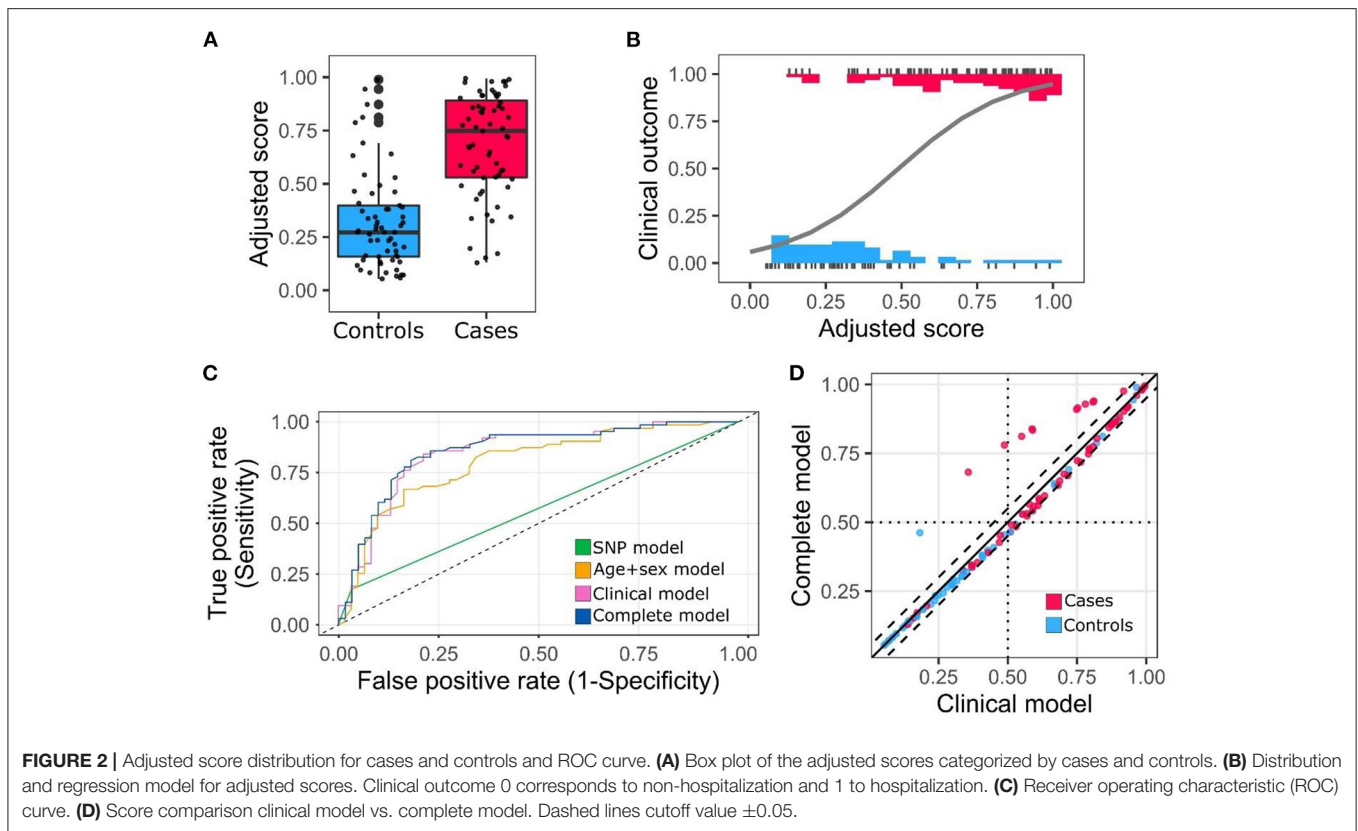 A
Adjusted score
1.00
0.75
0.50
0.25
0.00
Controls Cases
B
Clinical outcome
1.00
0.75
0.50
0.25
0.00
0.00 0.25 0.50 0.75 1.00
Adjusted score
C
True positive rate
(Sensitivity)
1.00
0.75
0.50
0.25
0.00
SNP model
Age+sex model
Clinical model
Complete model
0.00 0.25 0.50 0.75 1.00
False positive rate (1-Specificity)
D
Complete model
1.00
0.75
0.50
0.25
Cases
Controls
0.25 0.50 0.75 1.00
Clinical model
FIGURE 2 | Adjusted score distribution for cases and controls and ROC curve. (A) Box plot of the adjusted scores categorized by cases and controls. (B) Distribution
and regression model for adjusted scores. Clinical outcome 0 corresponds to non-hospitalization and 1 to hospitalization. (C) Receiver operating characteristic (ROC)
curve. (D) Score comparison clinical model vs. complete model. Dashed lines cutoff value ±0.05.